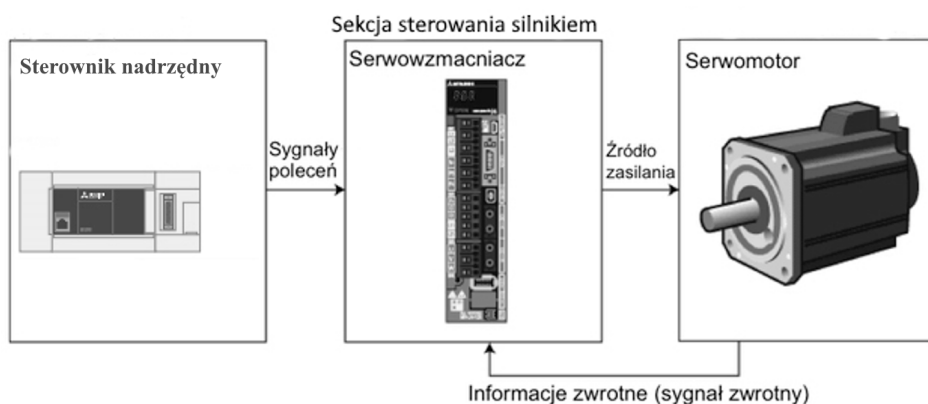 Sekcja sterowania silnikiem
Sterownik nadrzędny
Serwowzmacniacz
Serwomotor
Sygnały
poleceń
Źródło
zasilania
Informacje zwrotne (sygnał zwrotny)